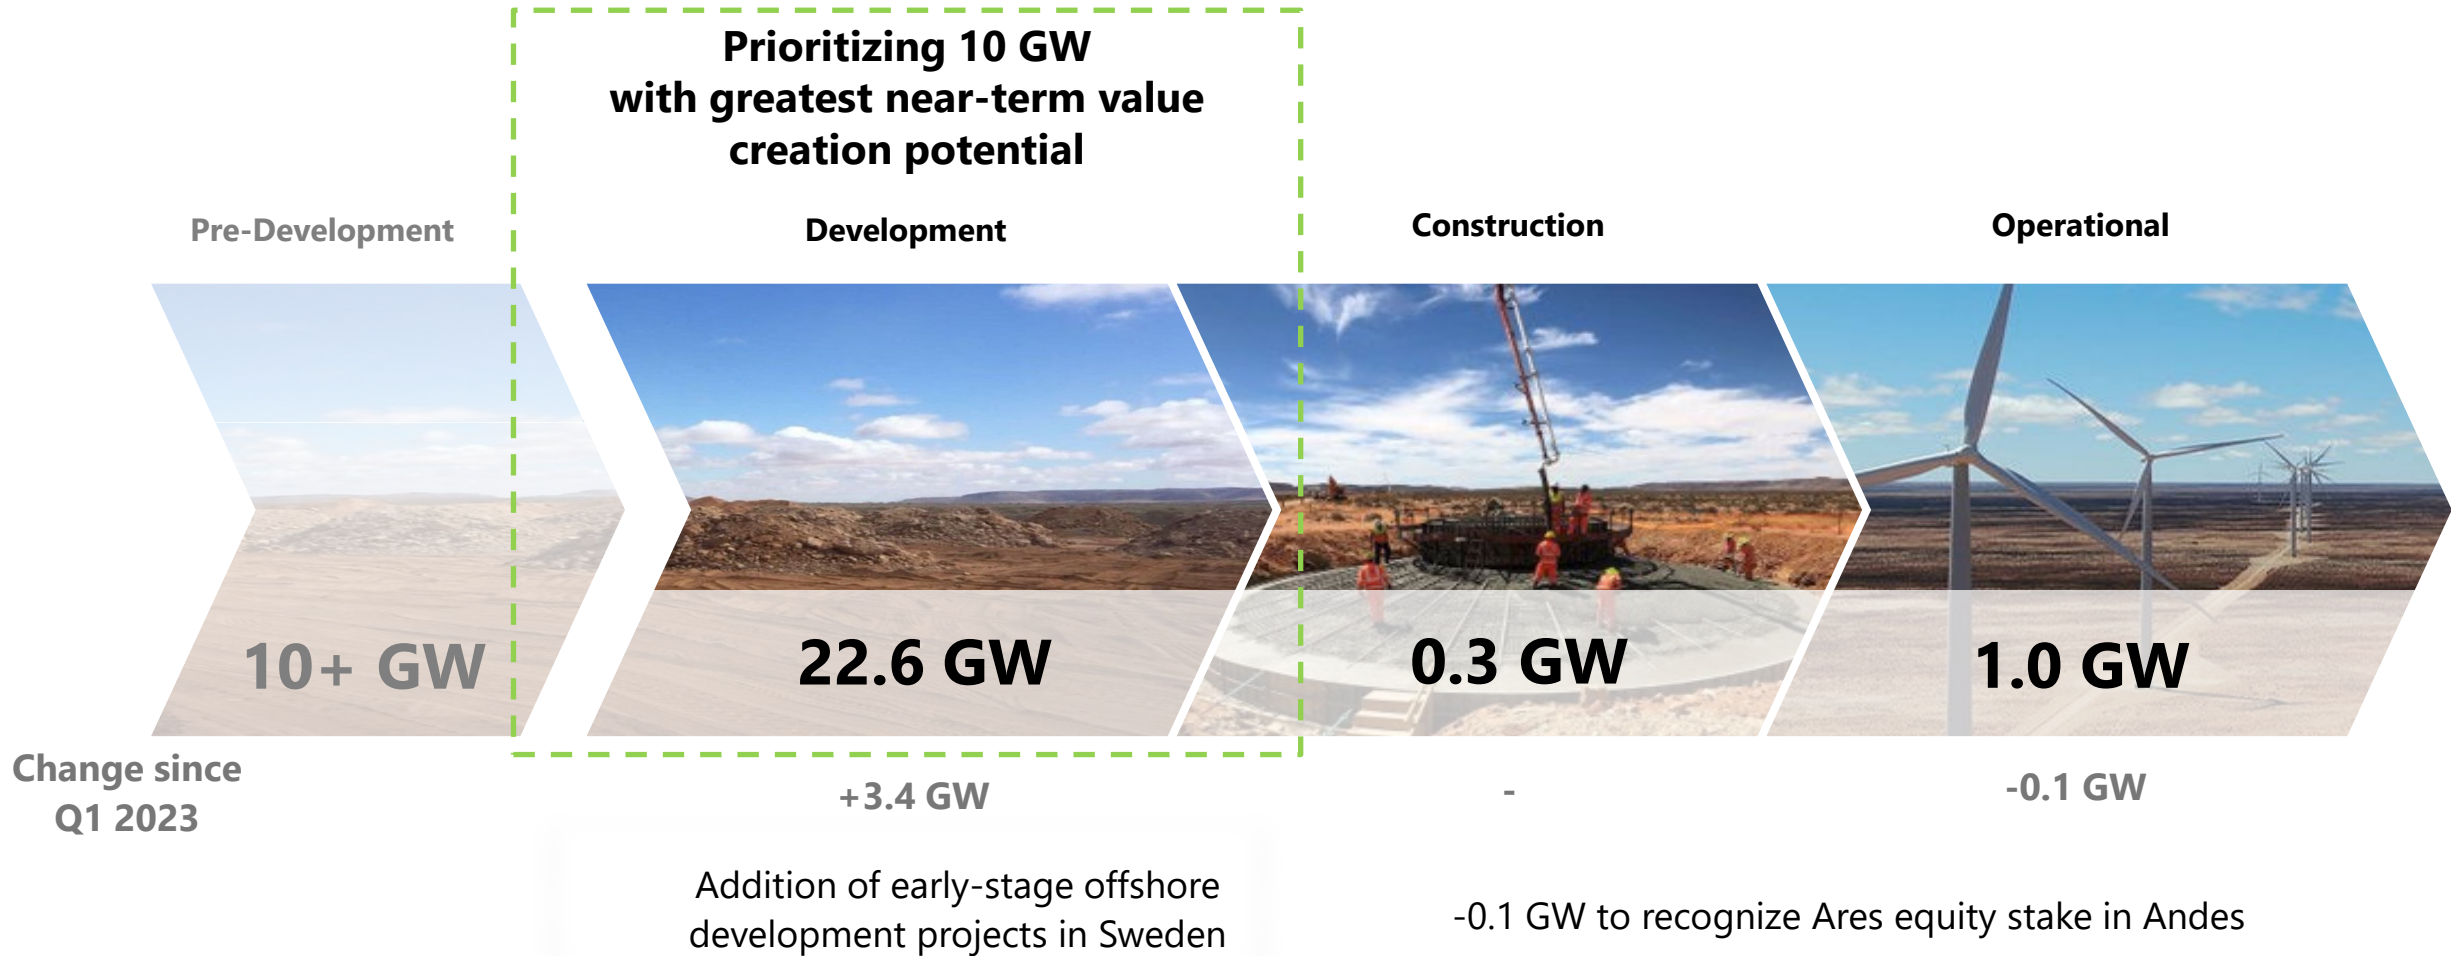 Prioritizing 10 GW
with greatest near-term value
creation potential
Pre-Development
Development
Construction
Operational
10+ GW
22.6 GW
0.3 GW
1.0 GW
Change since
Q1 2023
+3.4 GW
-
-0.1 GW
Addition of early-stage offshore
development projects in Sweden
-0.1 GW to recognize Ares equity stake in Andes